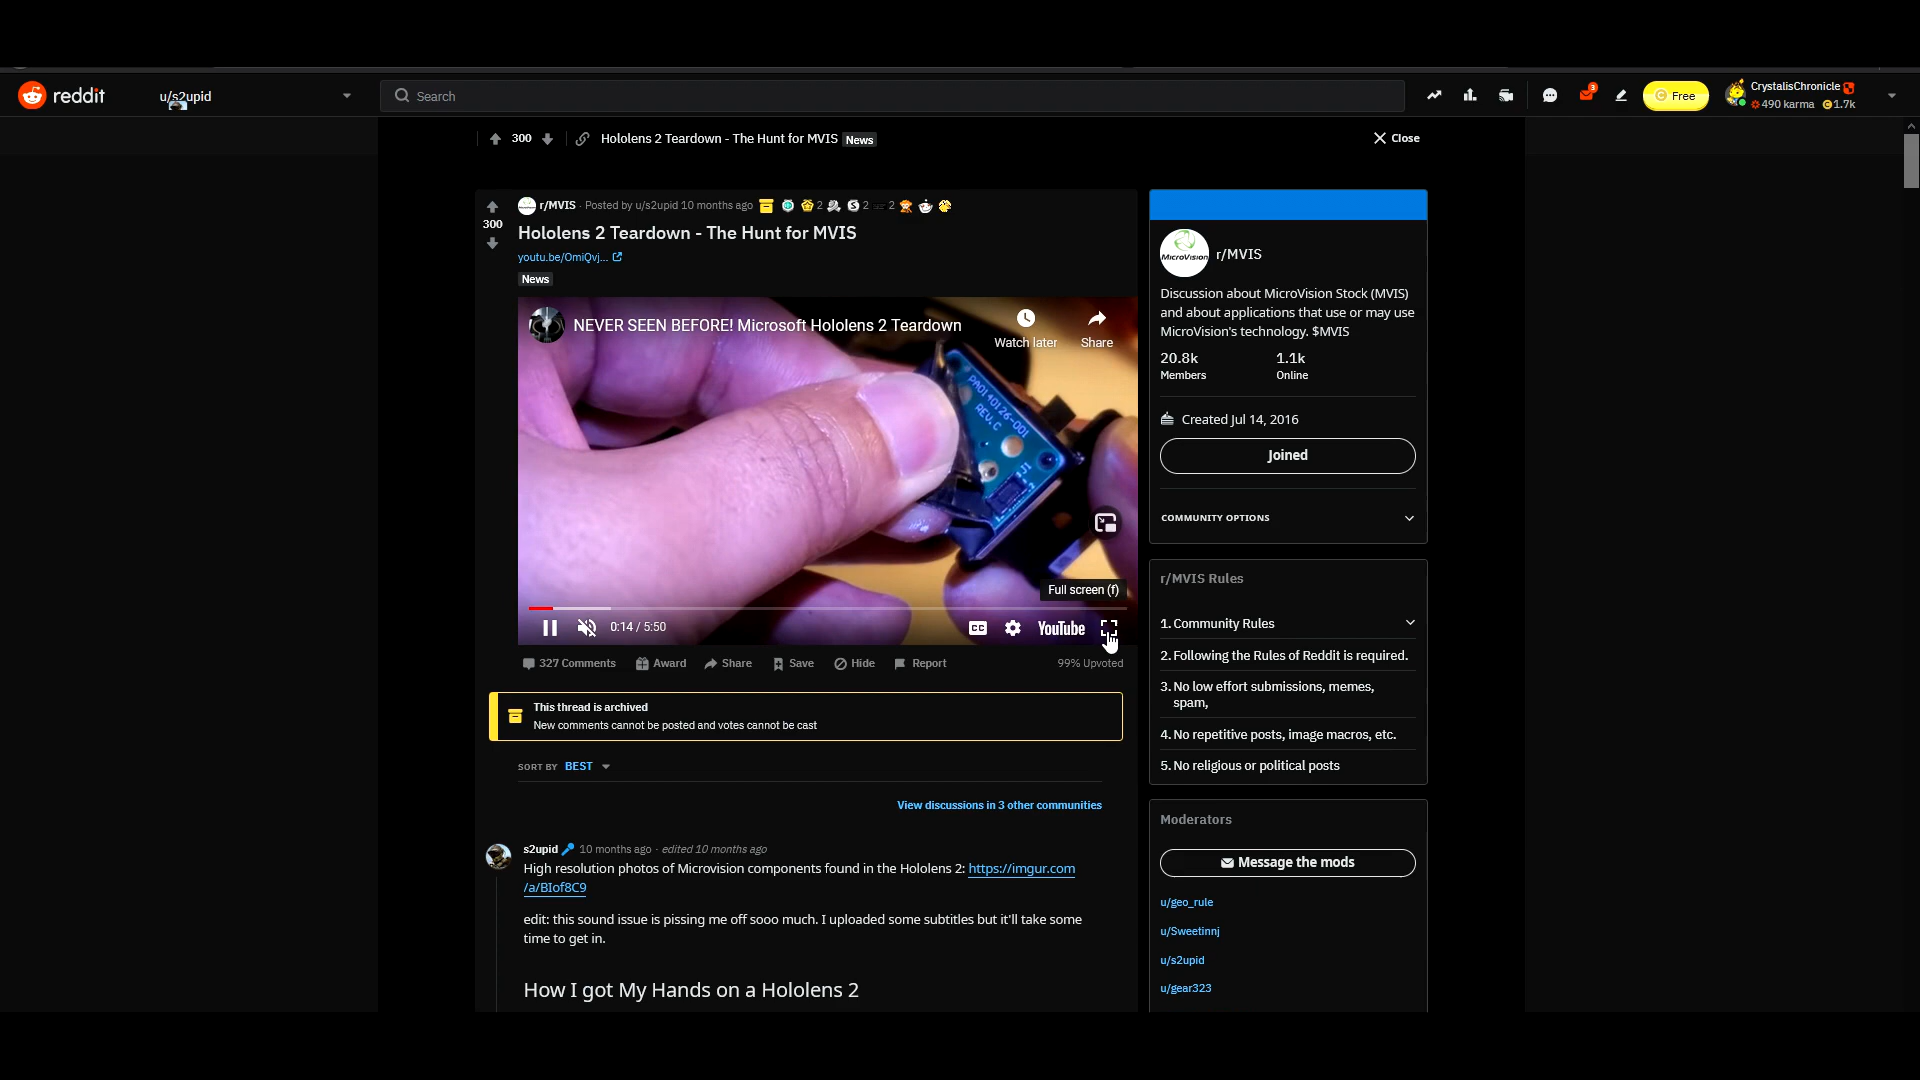 reddit
u/s2upid
Search
3
Free
CrystalisChronicle
490 karma 1.7k
300
Hololens 2 Teardown - The Hunt for MVIS News
Close
r/MVIS · Posted by u/s2upid 10 months ago 2 2 2
300
Hololens 2 Teardown - The Hunt for MVIS
youtu.be/OmiQvj...
News
NEVER SEEN BEFORE! Microsoft Hololens 2 Teardown
Watch later
Share
PA0140126-001
REV.C
J1
Full screen (f)
0:14 / 5:50
CC
YouTube
327 Comments Award Share Save Hide Report 99% Upvoted
This thread is archived
New comments cannot be posted and votes cannot be cast
SORT BY BEST
View discussions in 3 other communities
s2upid 10 months ago · edited 10 months ago
High resolution photos of Microvision components found in the Hololens 2: https://imgur.com
/a/BIof8C9
edit: this sound issue is pissing me off sooo much. I uploaded some subtitles but it'll take some
time to get in.
How I got My Hands on a Hololens 2
MicroVision
r/MVIS
Discussion about MicroVision Stock (MVIS)
and about applications that use or may use
MicroVision's technology. $MVIS
20.8k 1.1k
Members Online
Created Jul 14, 2016
Joined
COMMUNITY OPTIONS
r/MVIS Rules
1. Community Rules
2. Following the Rules of Reddit is required.
3. No low effort submissions, memes,
spam,
4. No repetitive posts, image macros, etc.
5. No religious or political posts
Moderators
Message the mods
u/geo_rule
u/Sweetinnj
u/s2upid
u/gear323